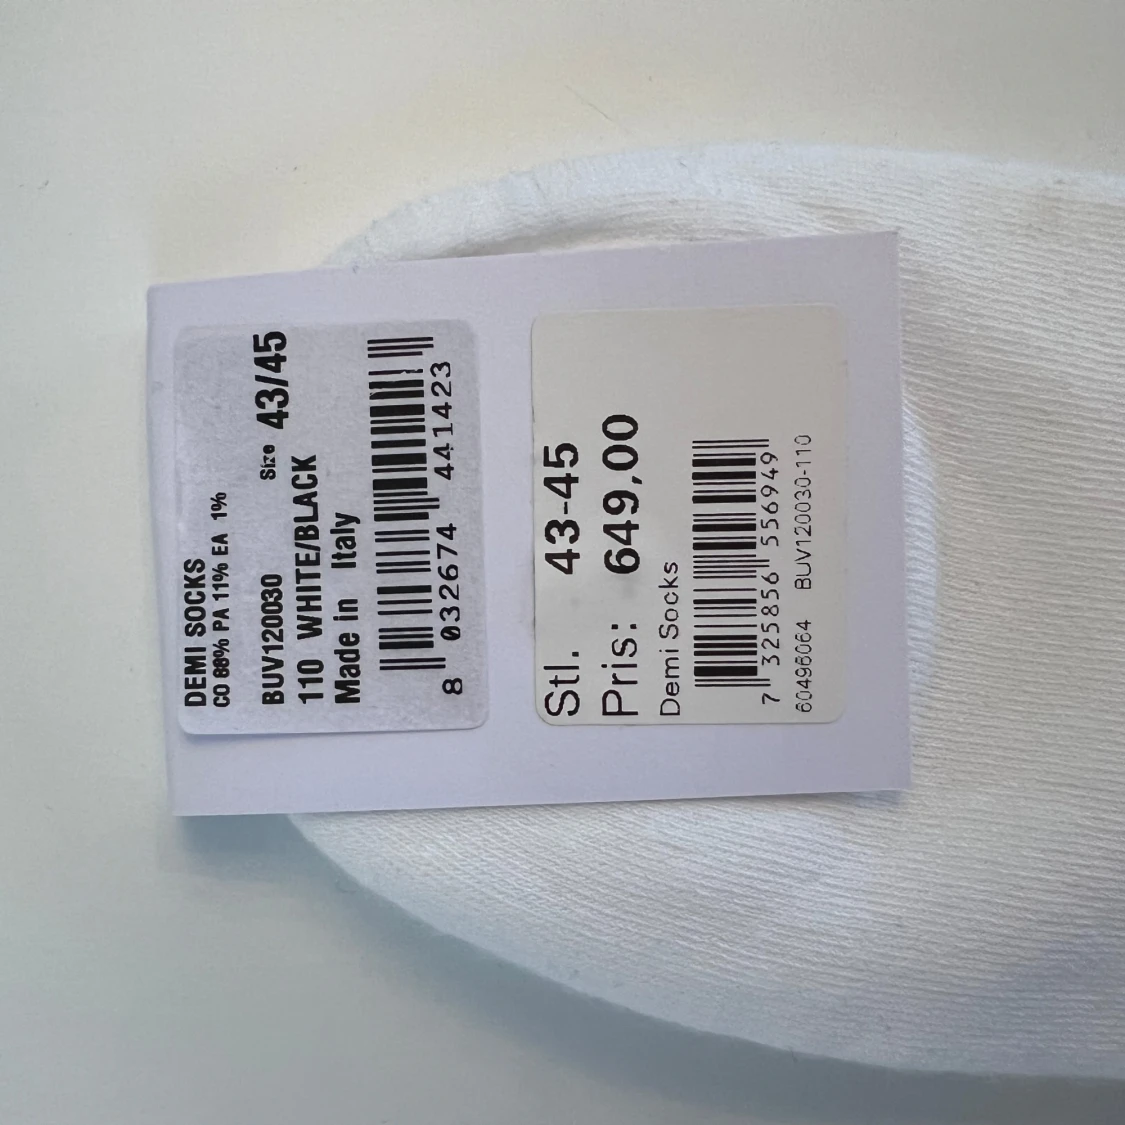 DEMI SOCKS
CO 88% PA 11% EA 1%
BUV120030 Size 43/45
110 WHITE/BLACK
Made in Italy
8 032674 441423
Stl. 43-45
Pris: 649,00
Demi Socks
7 325856 556949
60496064 BUV120030-110